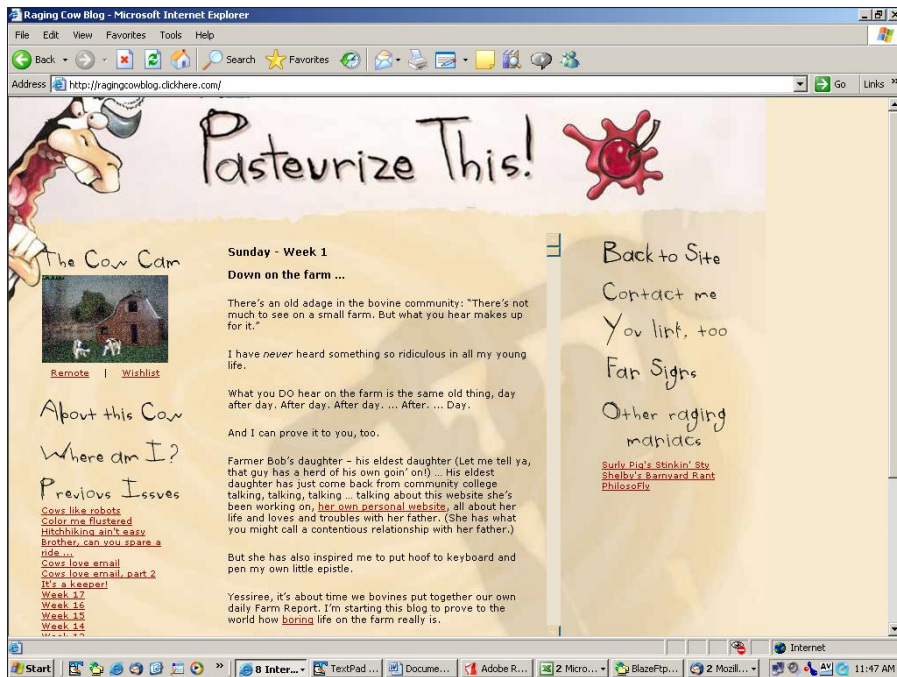 Raging Cow Blog - Microsoft Internet Explorer
File Edit View Favorites Tools Help
Back Search Favorites
Address http://ragingcowblog.clickhere.com/ Go Links »
Pasteurize This!
The Cow Cam
Remote | Wishlist
About this Cow
Where am I?
Previous Issues
Cows like robots
Color me flustered
Hitchhiking ain't easy
Brother, can you spare a
ride ...
Cows love email
Cows love email, part 2
It's a keeper!
Week 17
Week 16
Week 15
Week 14
Sunday - Week 1
Down on the farm ...
There's an old adage in the bovine community: "There's not
much to see on a small farm. But what you hear makes up
for it."
I have never heard something so ridiculous in all my young
life.
What you DO hear on the farm is the same old thing, day
after day. After day. After day. ... After. ... Day.
And I can prove it to you, too.
Farmer Bob's daughter – his eldest daughter (Let me tell ya,
that guy has a herd of his own goin' on!) ... His eldest
daughter has just come back from community college
talking, talking, talking ... talking about this website she's
been working on, her own personal website, all about her
life and loves and troubles with her father. (She has what
you might call a contentious relationship with her father.)
But she has also inspired me to put hoof to keyboard and
pen my own little epistle.
Yessiree, it's about time we bovines put together our own
daily Farm Report. I'm starting this blog to prove to the
world how boring life on the farm really is.
Back to Site
Contact me
You link, too
Fan Signs
Other raging
maniacs
Surly Pig's Stinkin' Sty
Shelby's Barnyard Rant
PhilosoFly
Internet
Start » 8 Inter... TextPad ... Docume... Adobe R... 2 Micro... BlazeFtp... 2 Mozill... AV 11:47 AM